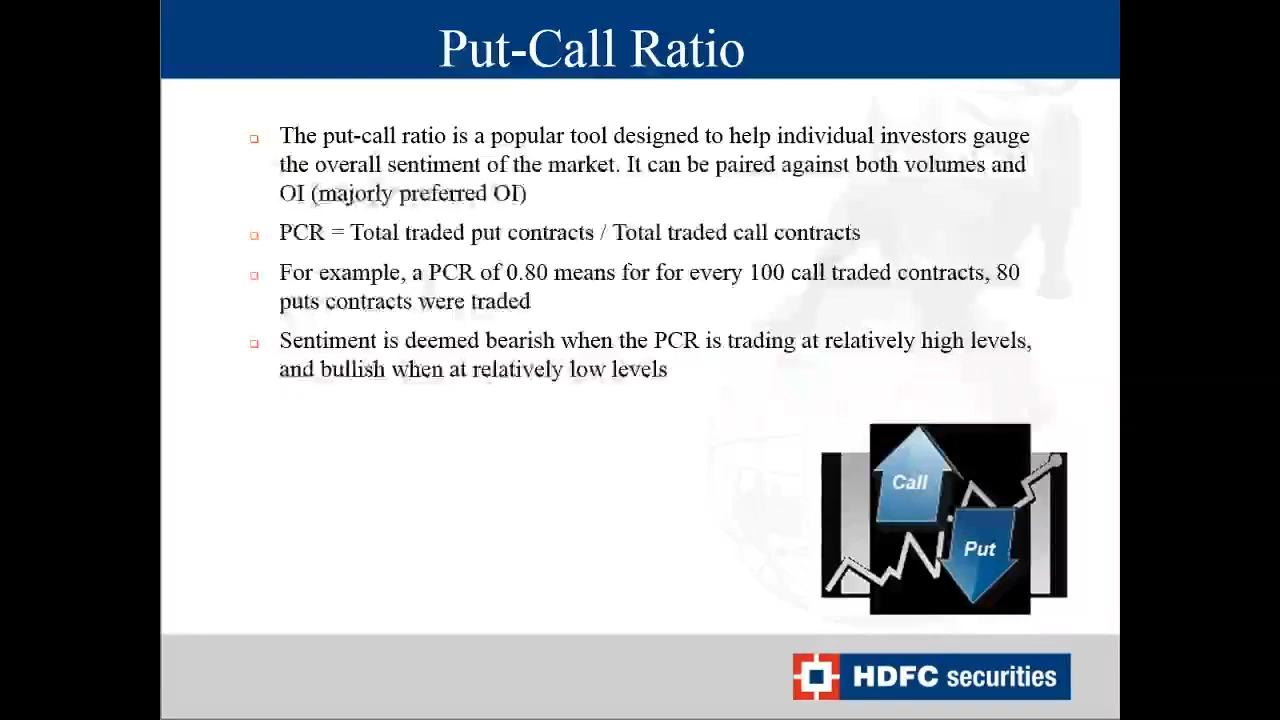 Put-Call Ratio
The put-call ratio is a popular tool designed to help individual investors gauge
the overall sentiment of the market. It can be paired against both volumes and
OI (majorly preferred OI)
PCR = Total traded put contracts / Total traded call contracts
For example, a PCR of 0.80 means for for every 100 call traded contracts, 80
puts contracts were traded
Sentiment is deemed bearish when the PCR is trading at relatively high levels,
and bullish when at relatively low levels
Call
Put
HDFC securities